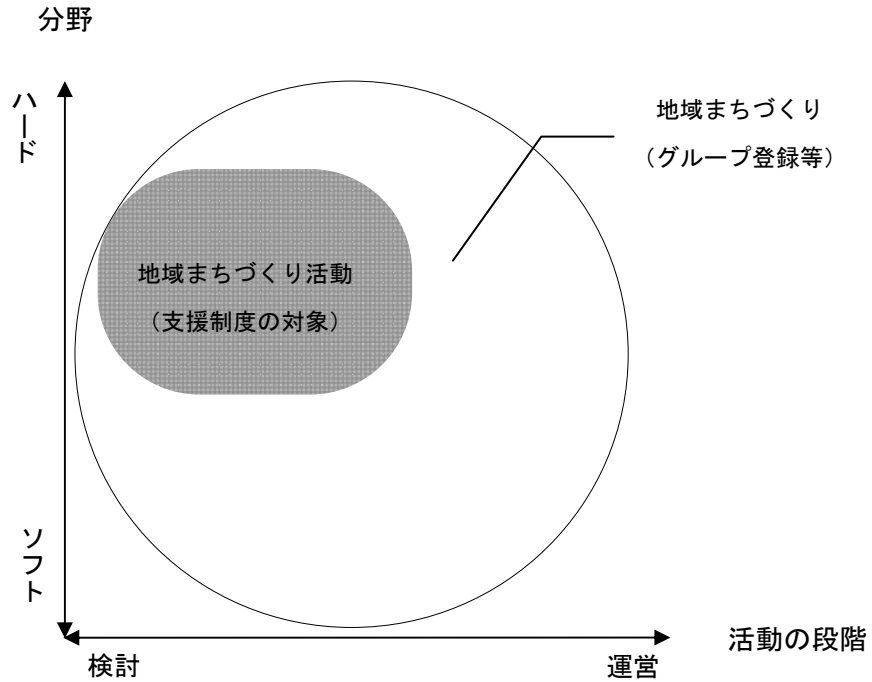 分野
ハード
地域まちづくり
（グループ登録等）
地域まちづくり活動
（支援制度の対象）
ソフト
活動の段階
検討
運営